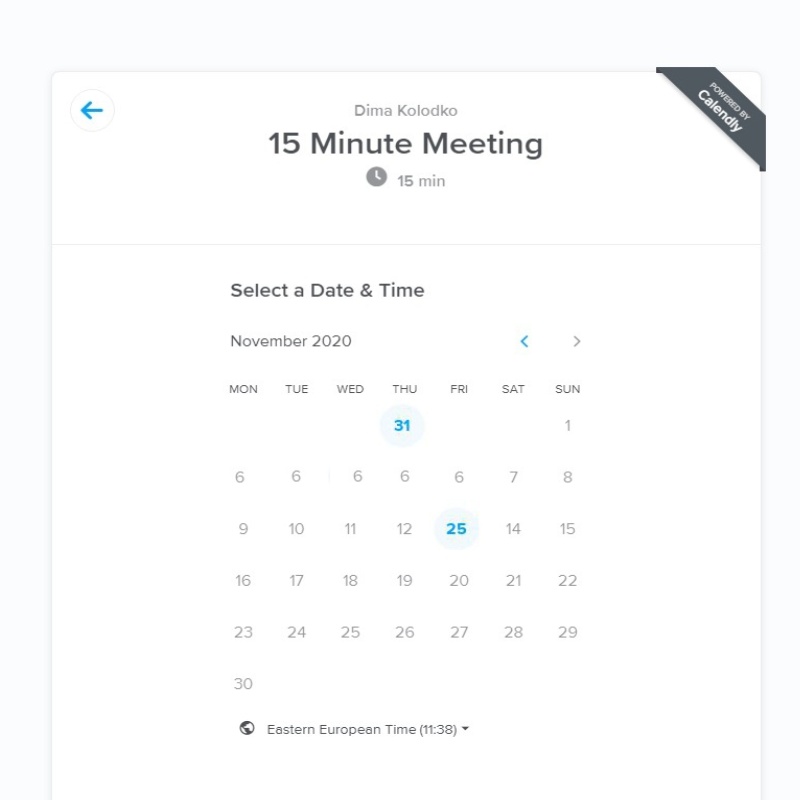 POWERED BY
Calendly
Dima Kolodko
15 Minute Meeting
15 min
Select a Date & Time
November 2020
MON TUE WED THU FRI SAT SUN
31 1
6 6 6 6 6 7 8
9 10 11 12 25 14 15
16 17 18 19 20 21 22
23 24 25 26 27 28 29
30
Eastern European Time (11:38)